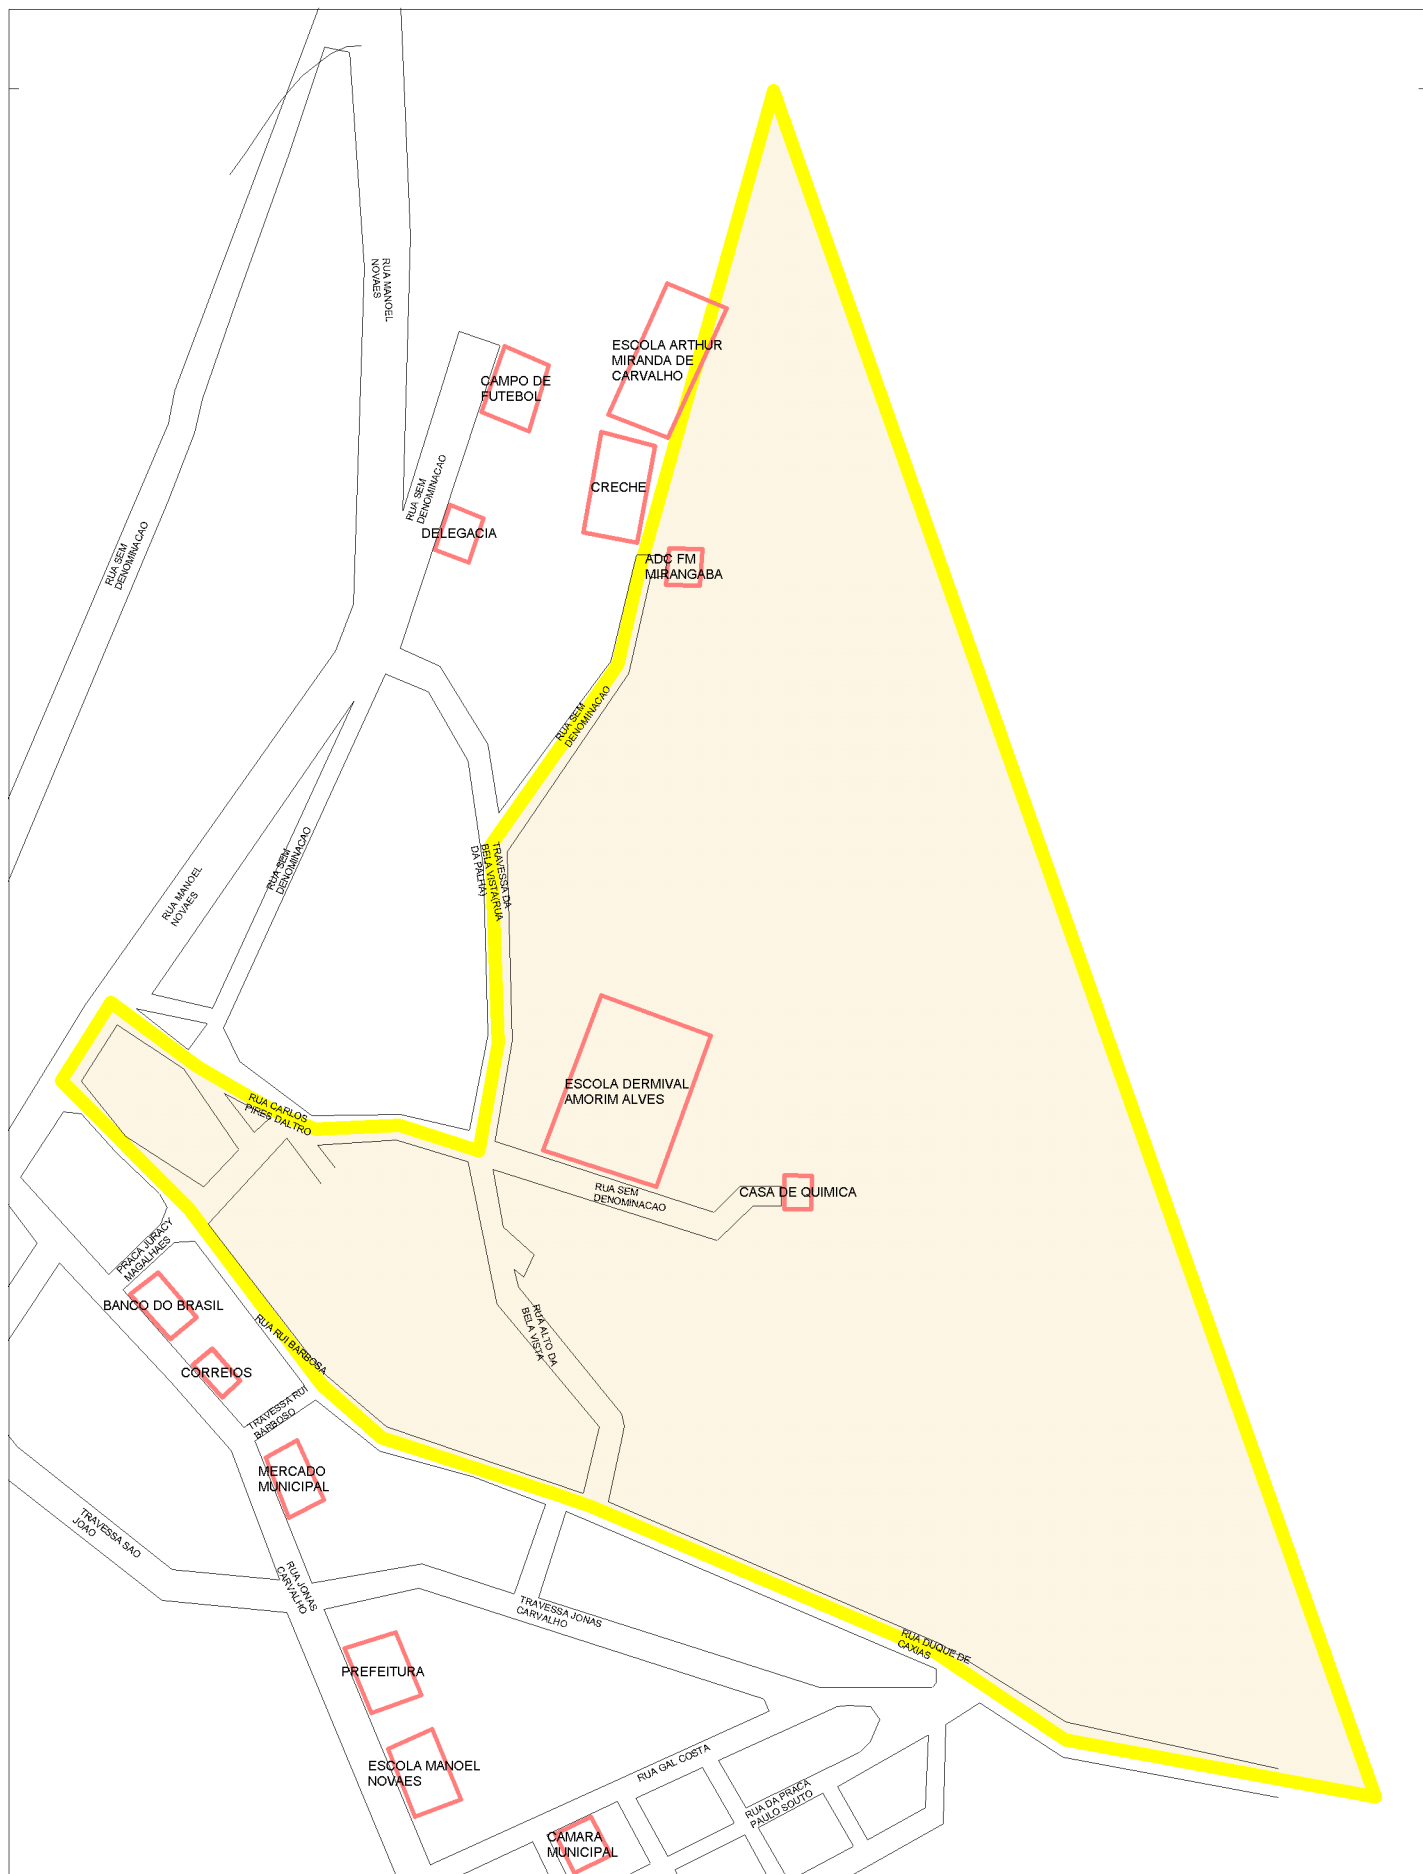 RUA MANOEL
NOVAES
ESCOLA ARTHUR
MIRANDA DE
CARVALHO
CAMPO DE
FUTEBOL
CRECHE
RUA SEM
DENOMINACAO
DELEGACIA
RUA SEM
DENOMINACAO
ADC FM
MIRANGABA
RUA SEM
DENOMINACAO
TRAVESSA DA
BELA VISTA(RUA
DA PALHA)
RUA SEM
DENOMINACAO
RUA MANOEL
NOVAES
ESCOLA DERMIVAL
AMORIM ALVES
RUA CARLOS
PIRES DALTRO
RUA SEM
DENOMINACAO
CASA DE QUIMICA
PRACA JURACY
MAGALHAES
BANCO DO BRASIL
RUA RUI BARBOSA
RUA ALTO DA
BELA VISTA
CORREIOS
TRAVESSA RUI
BARBOSO
MERCADO
MUNICIPAL
TRAVESSA SAO
JOAO
RUA JONAS
CARVALHO
TRAVESSA JONAS
CARVALHO
RUA DUQUE DE
CAXIAS
PREFEITURA
ESCOLA MANOEL
NOVAES
RUA GAL COSTA
RUA DA PRACA
PAULO SOUTO
CAMARA
MUNICIPAL